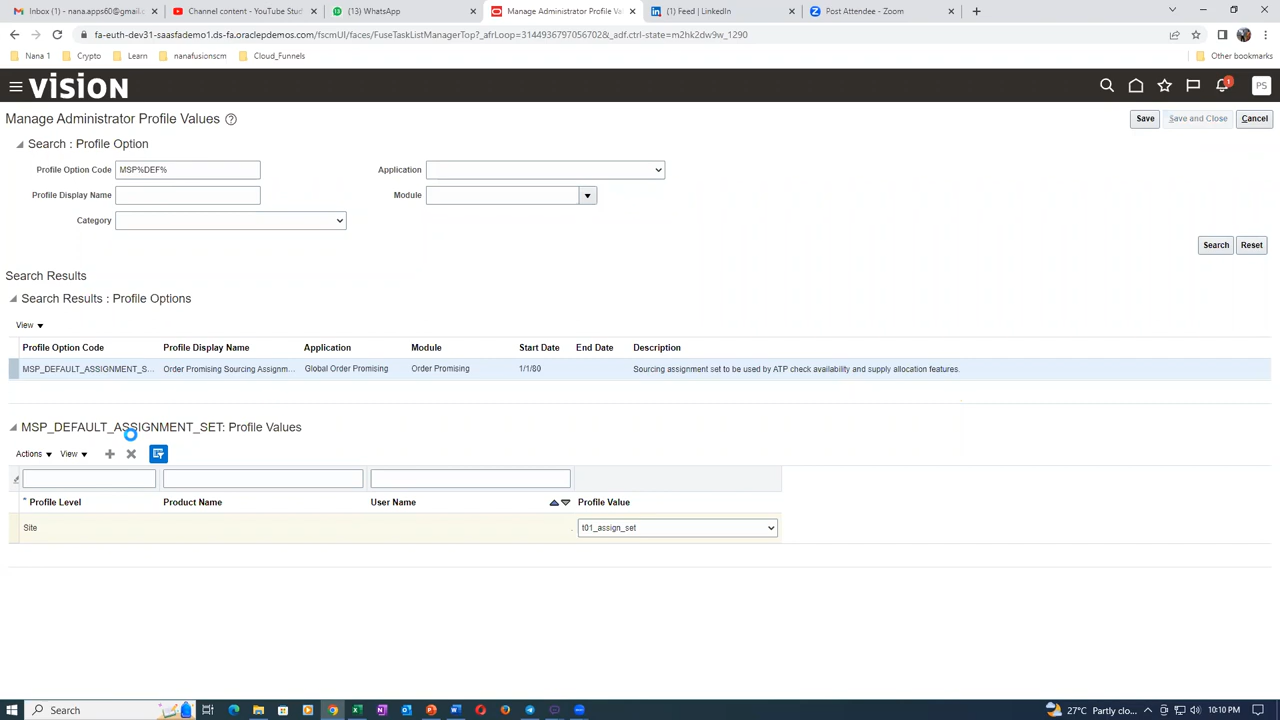 Inbox (1) - nana.apps60@gmail.c
Channel content - YouTube Stud
(13) WhatsApp
Manage Administrator Profile Va
(1) Feed | LinkedIn
Post Attendee - Zoom
fa-euth-dev31-saasfademo1.ds-fa.oraclepdemos.com/fscmUI/faces/FuseTaskListManagerTop?_afrLoop=3144936797056702&_adf.ctrl-state=m2hk2dw9w_1290
Nana 1
Crypto
Learn
nanafusionscm
Cloud_Funnels
Other bookmarks
VISION
1
PS
Manage Administrator Profile Values
Save
Save and Close
Cancel
Search : Profile Option
Profile Option Code
MSP%DEF%
Application
Profile Display Name
Module
Category
Search
Reset
Search Results
Search Results : Profile Options
View
Profile Option Code
Profile Display Name
Application
Module
Start Date
End Date
Description
MSP_DEFAULT_ASSIGNMENT_S...
Order Promising Sourcing Assignm...
Global Order Promising
Order Promising
1/1/80
Sourcing assignment set to be used by ATP check availability and supply allocation features.
MSP_DEFAULT_ASSIGNMENT_SET: Profile Values
Actions
View
* Profile Level
Product Name
User Name
Profile Value
Site
t01_assign_set
Search
27°C Partly clo...
10:10 PM